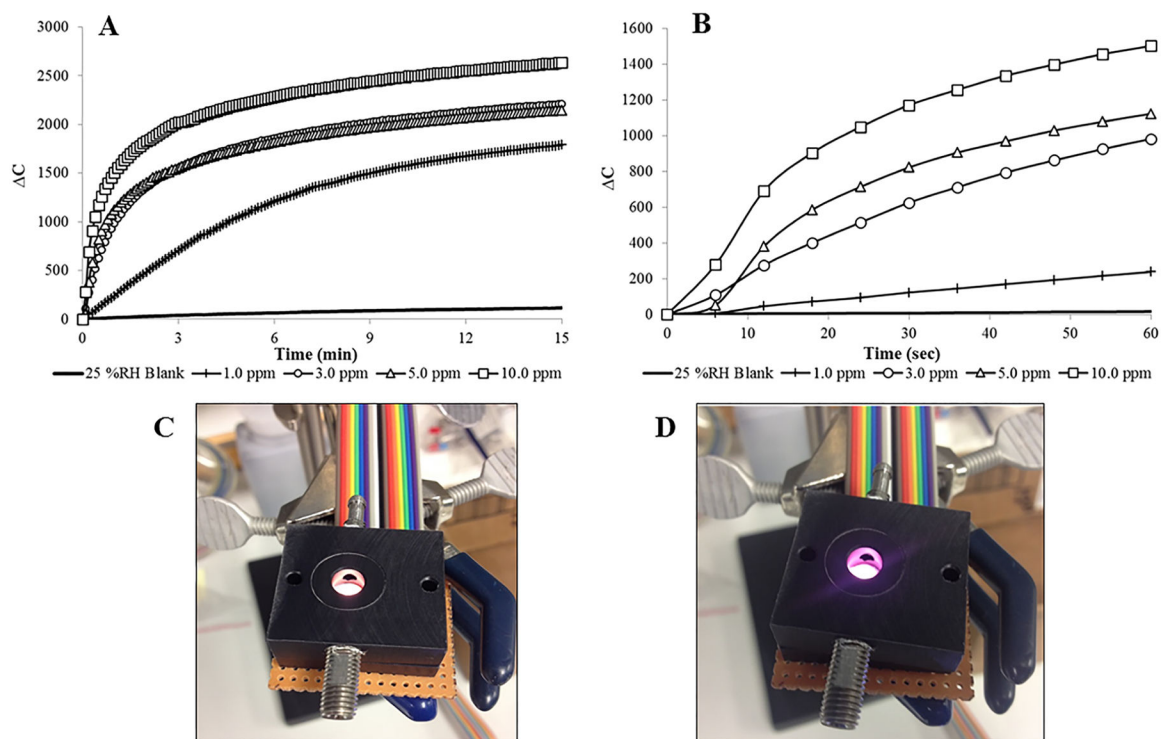 A
3000
2500
2000
1500
1000
500
0
ΔC
0 3 6 9 12 15
Time (min)
25 %RH Blank 1.0 ppm 3.0 ppm 5.0 ppm 10.0 ppm
B
1600
1400
1200
1000
800
600
400
200
0
ΔC
0 10 20 30 40 50 60
Time (sec)
25 %RH Blank 1.0 ppm 3.0 ppm 5.0 ppm 10.0 ppm
C
D